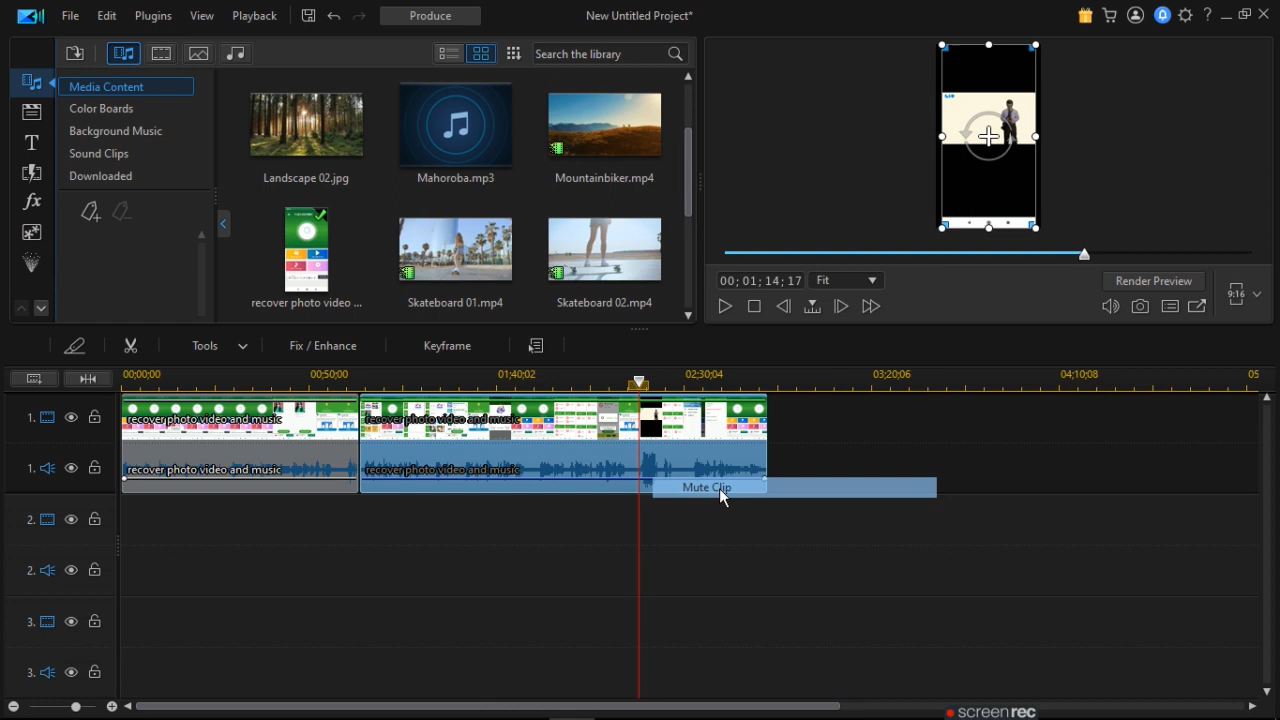 File Edit Plugins View Playback Produce New Untitled Project*
Search the library
Media Content
Color Boards
Background Music
Sound Clips
Downloaded
Landscape 02.jpg Mahoroba.mp3 Mountainbiker.mp4
recover photo video ... Skateboard 01.mp4 Skateboard 02.mp4
00; 01; 14; 17 Fit Render Preview
9:16
Tools Fix / Enhance Keyframe
00;00;00 00;50;00 01;40;02 02;30;04 03;20;06 04;10;08 05
1. recover photo video and music recover photo video and music
1. recover photo video and music recover photo video and music
Mute Clip
2.
2.
3.
3.
screenrec